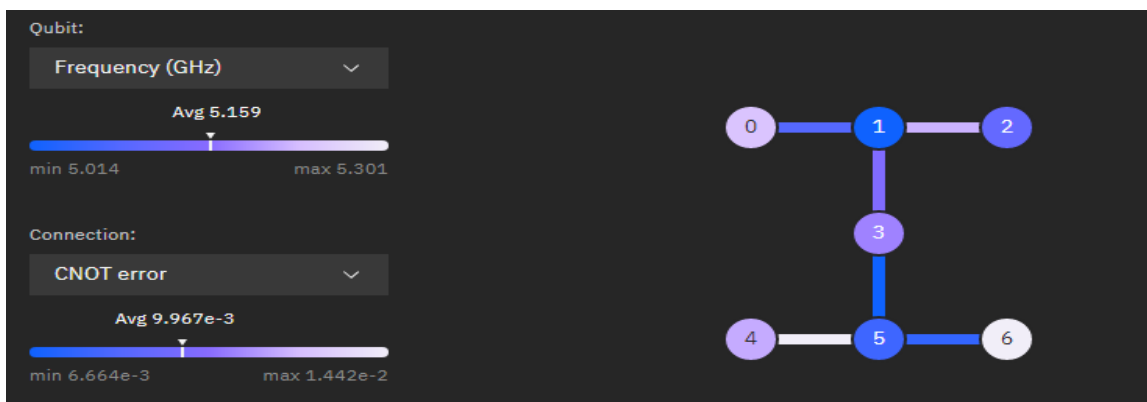 Qubit:
Frequency (GHz)
Avg 5.159
min 5.014 max 5.301
Connection:
CNOT error
Avg 9.967e-3
min 6.664e-3 max 1.442e-2
0 1 2
3
4 5 6